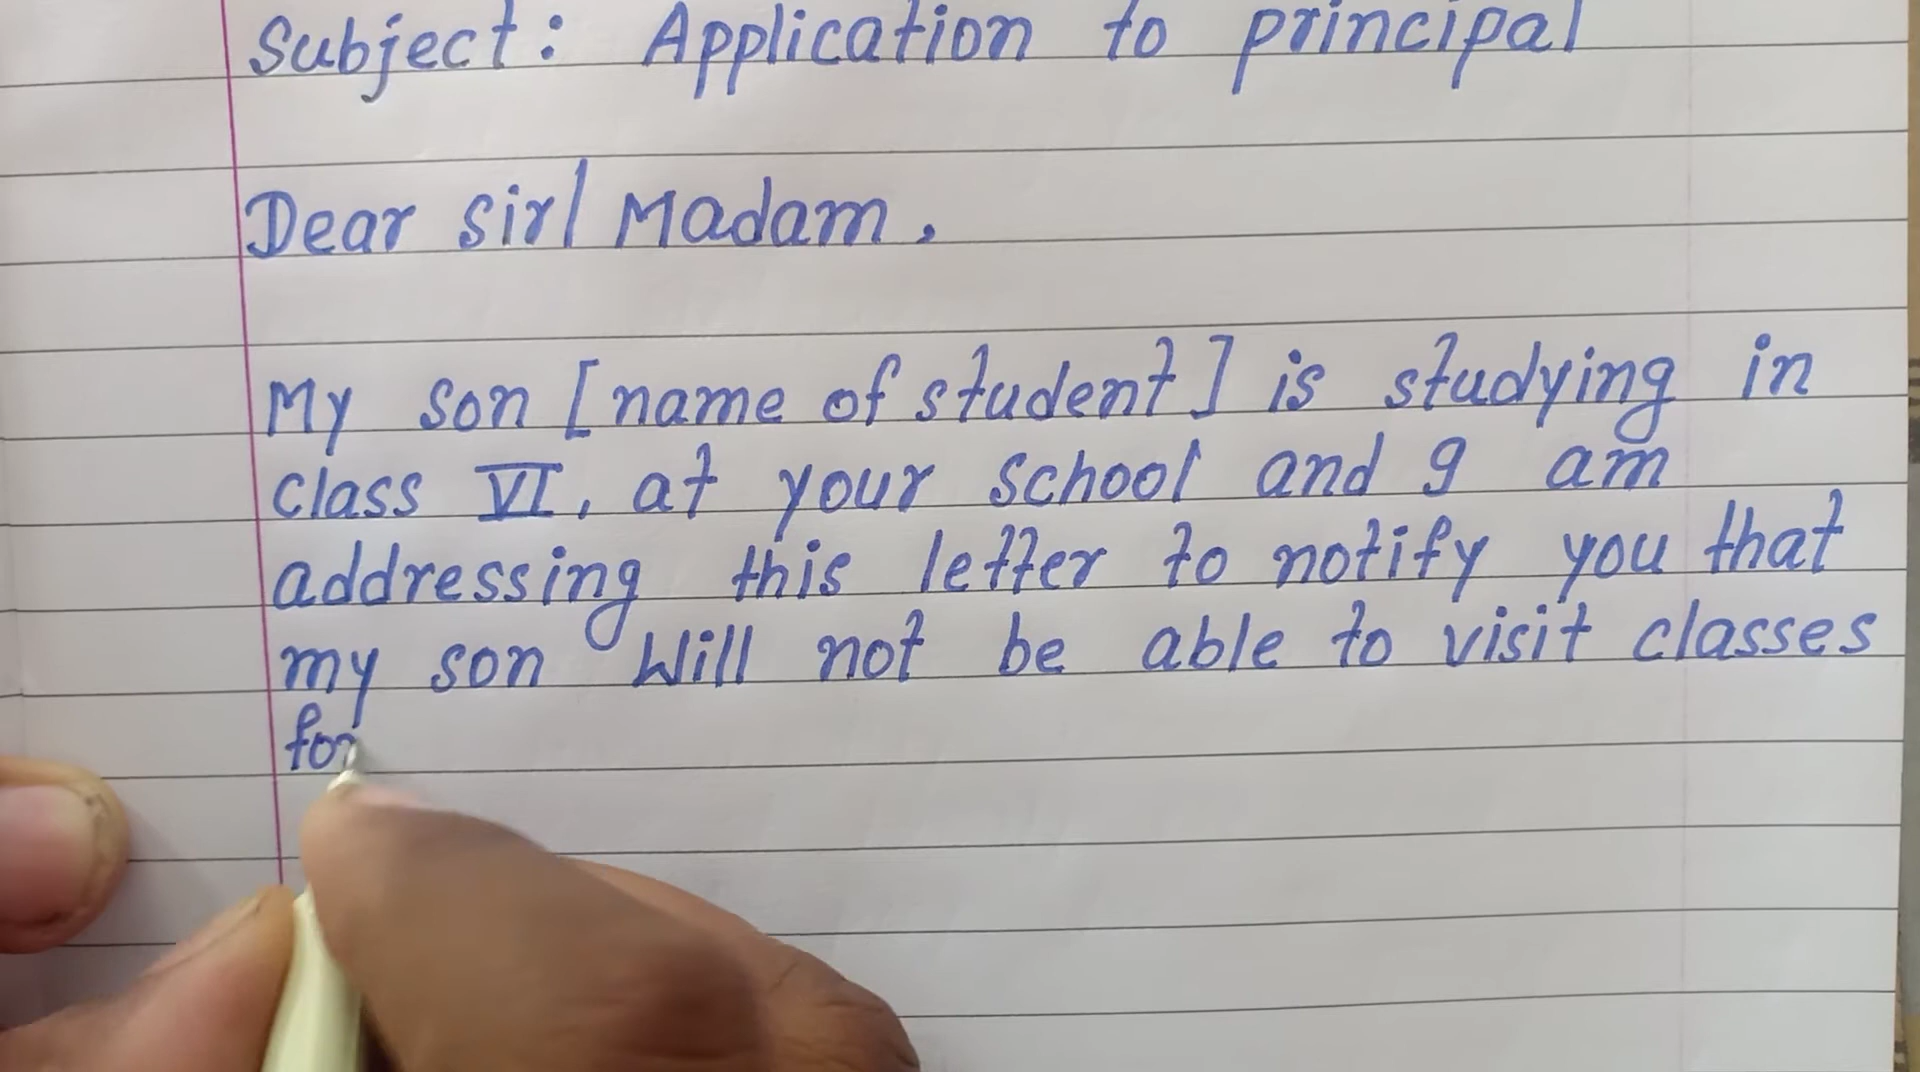 Subject: Application to principal
Dear Sir/ Madam,
My son [name of student] is studying in
class VI, at your school and I am
addressing this letter to notify you that
my son Will not be able to visit classes
for